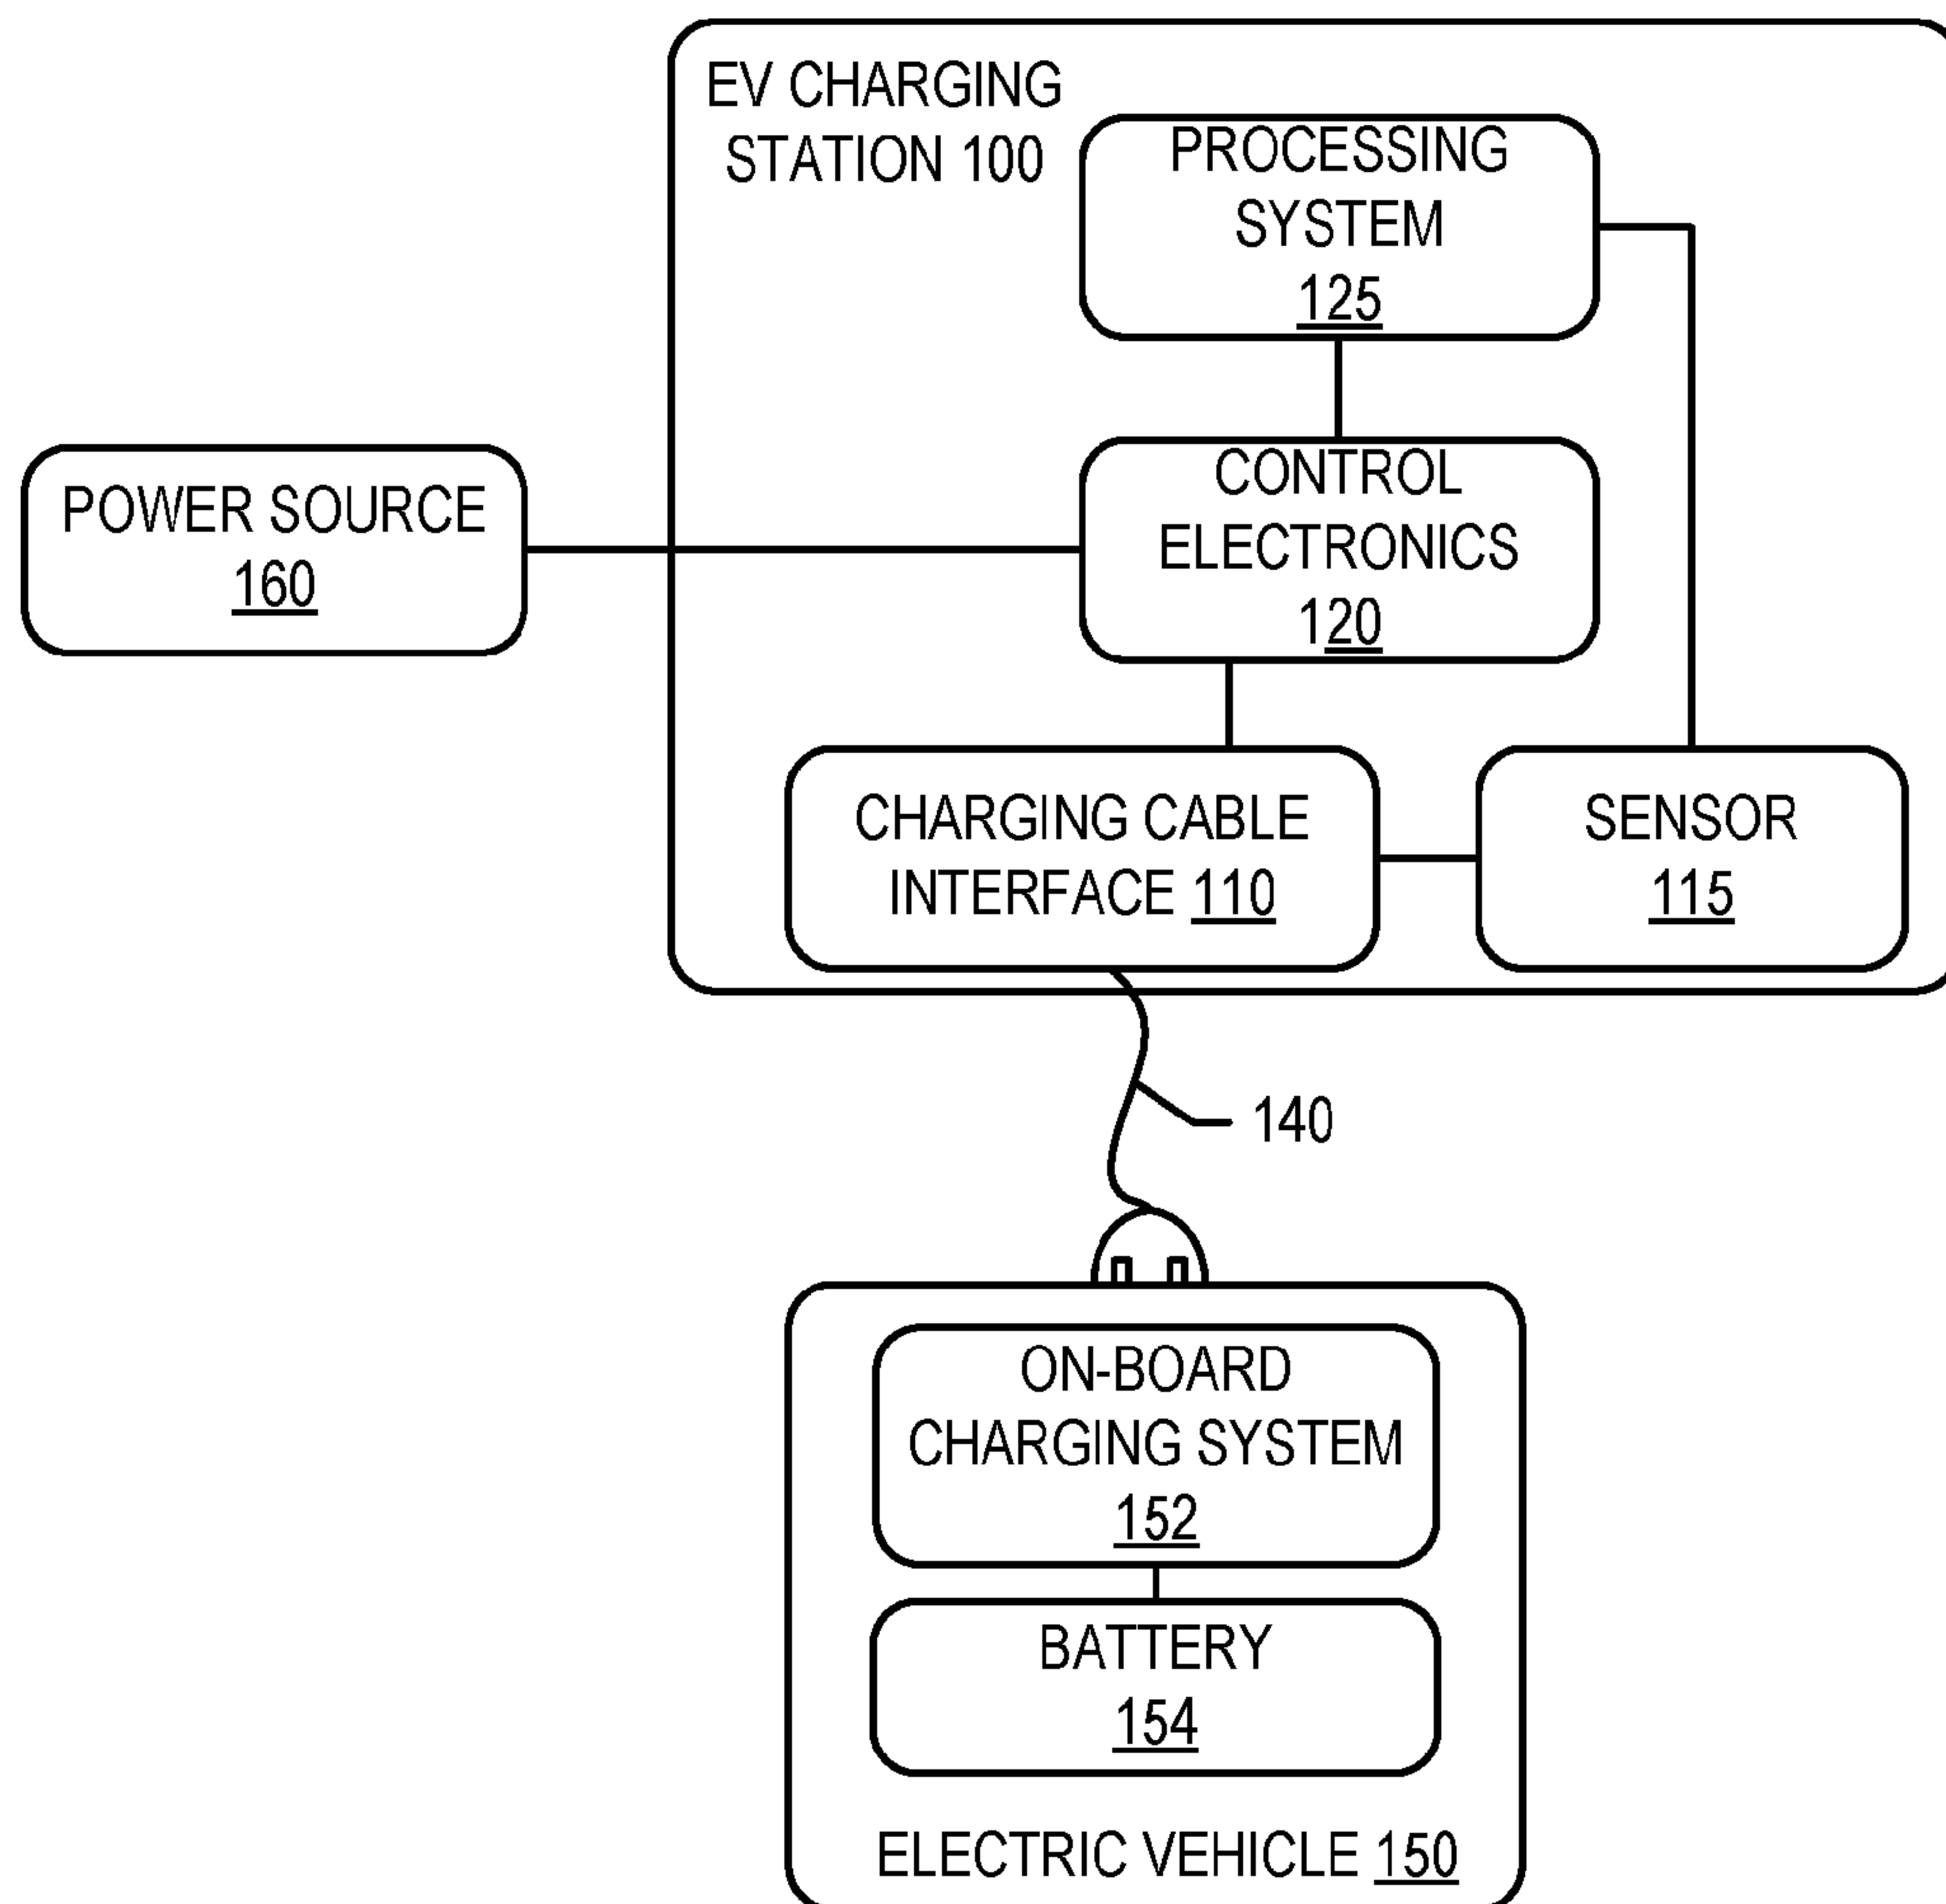 EV CHARGING
STATION 100
PROCESSING
SYSTEM
125
POWER SOURCE
160
CONTROL
ELECTRONICS
120
CHARGING CABLE
INTERFACE 110
SENSOR
115
140
ON-BOARD
CHARGING SYSTEM
152
BATTERY
154
ELECTRIC VEHICLE 150